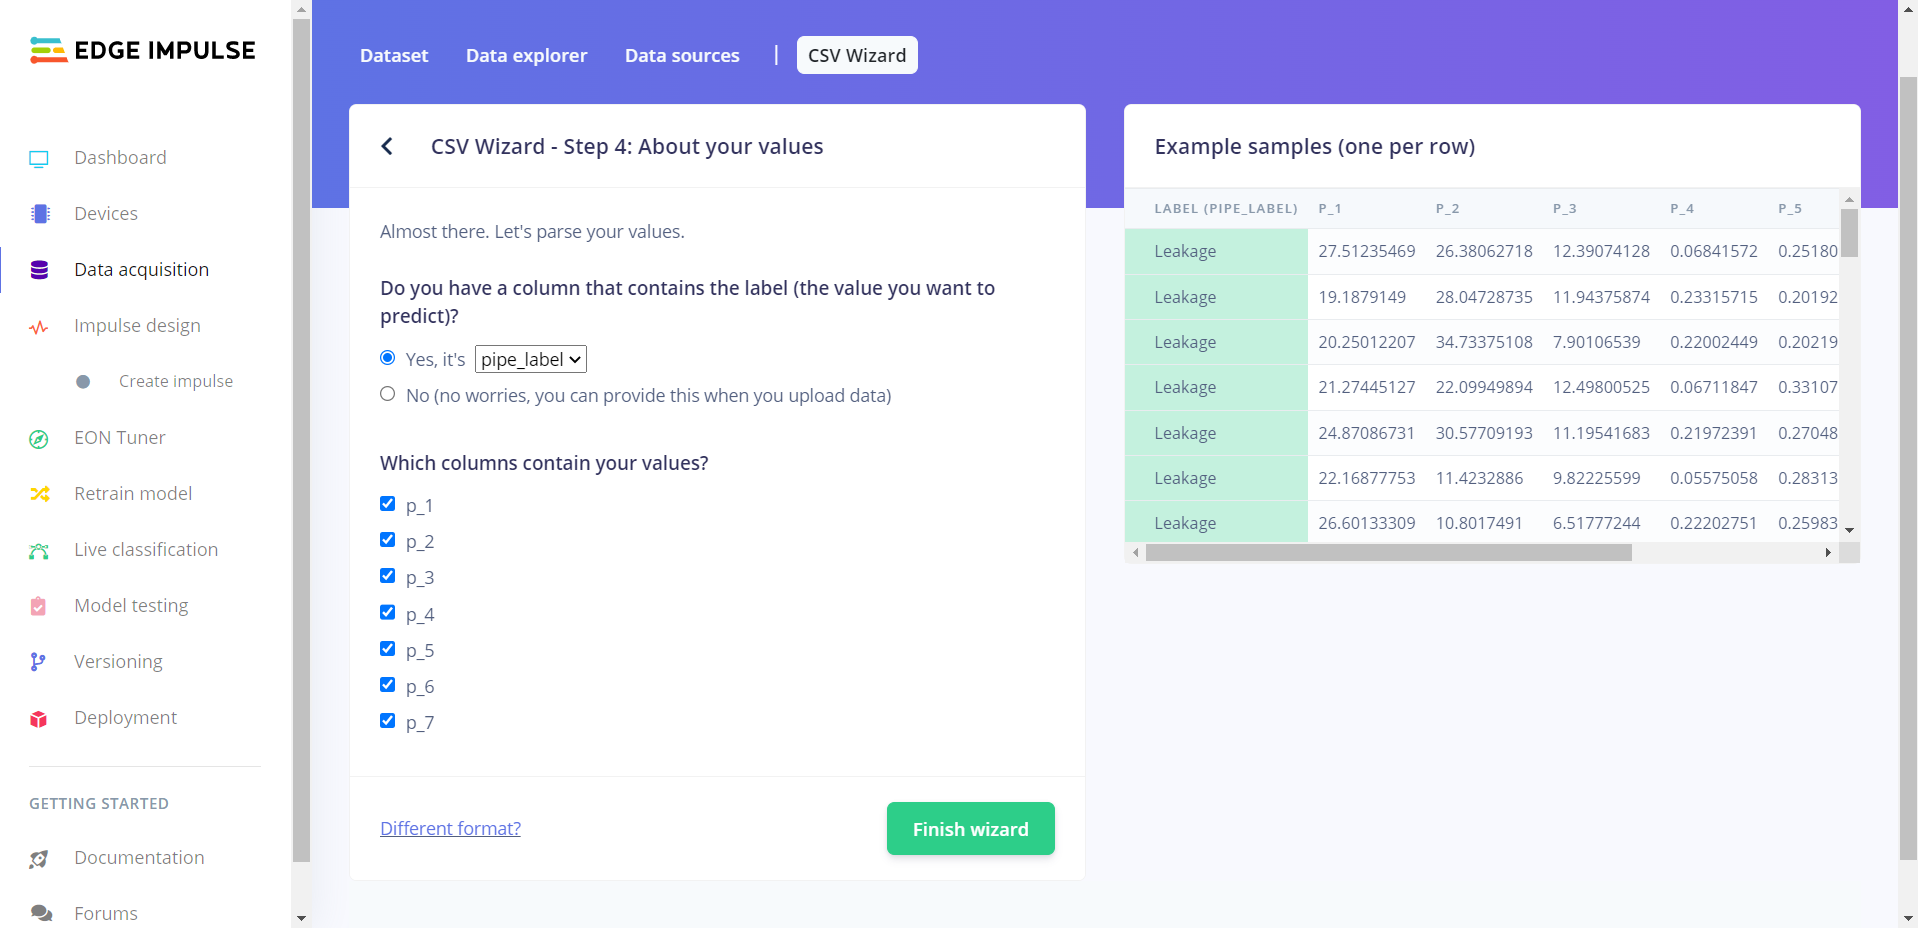 EDGE IMPULSE
Dashboard
Devices
Data acquisition
Impulse design
Create impulse
EON Tuner
Retrain model
Live classification
Model testing
Versioning
Deployment
GETTING STARTED
Documentation
Forums
Dataset Data explorer Data sources | CSV Wizard
CSV Wizard - Step 4: About your values
Almost there. Let's parse your values.
Do you have a column that contains the label (the value you want to
predict)?
Yes, it's pipe_label
No (no worries, you can provide this when you upload data)
Which columns contain your values?
p_1
p_2
p_3
p_4
p_5
p_6
p_7
Different format? Finish wizard
Example samples (one per row)
LABEL (PIPE_LABEL) P_1 P_2 P_3 P_4 P_5
Leakage 27.51235469 26.38062718 12.39074128 0.06841572 0.25180
Leakage 19.1879149 28.04728735 11.94375874 0.23315715 0.20192
Leakage 20.25012207 34.73375108 7.90106539 0.22002449 0.20219
Leakage 21.27445127 22.09949894 12.49800525 0.06711847 0.33107
Leakage 24.87086731 30.57709193 11.19541683 0.21972391 0.27048
Leakage 22.16877753 11.4232886 9.82225599 0.05575058 0.28313
Leakage 26.60133309 10.8017491 6.51777244 0.22202751 0.25983